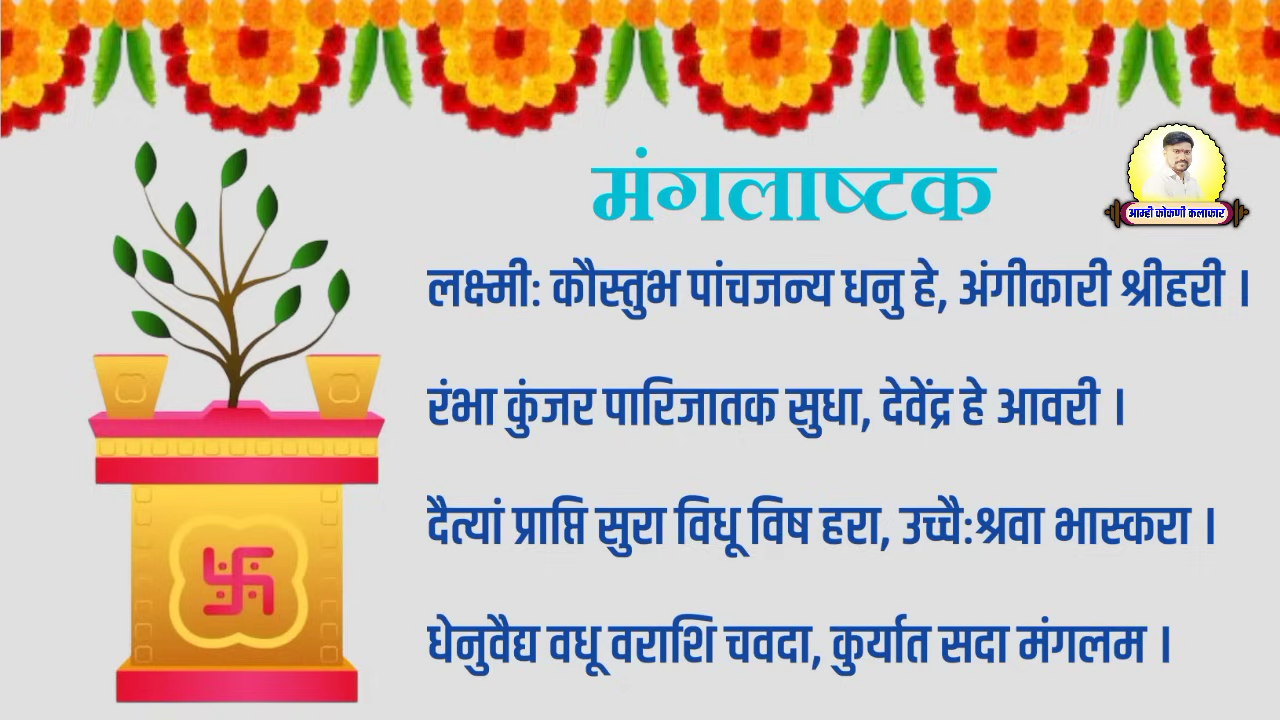 मंगलाष्टक
आम्ही कोकणी कलाकार
लक्ष्मी: कौस्तुभ पांचजन्य धनु हे, अंगीकारी श्रीहरी ।
रंभा कुंजर पारिजातक सुधा, देवेंद्र हे आवरी ।
दैत्यां प्राप्ति सुरा विधू विष हरा, उच्चै:श्रवा भास्करा ।
धेनुवैद्य वधू वराशि चवदा, कुर्यात सदा मंगलम ।